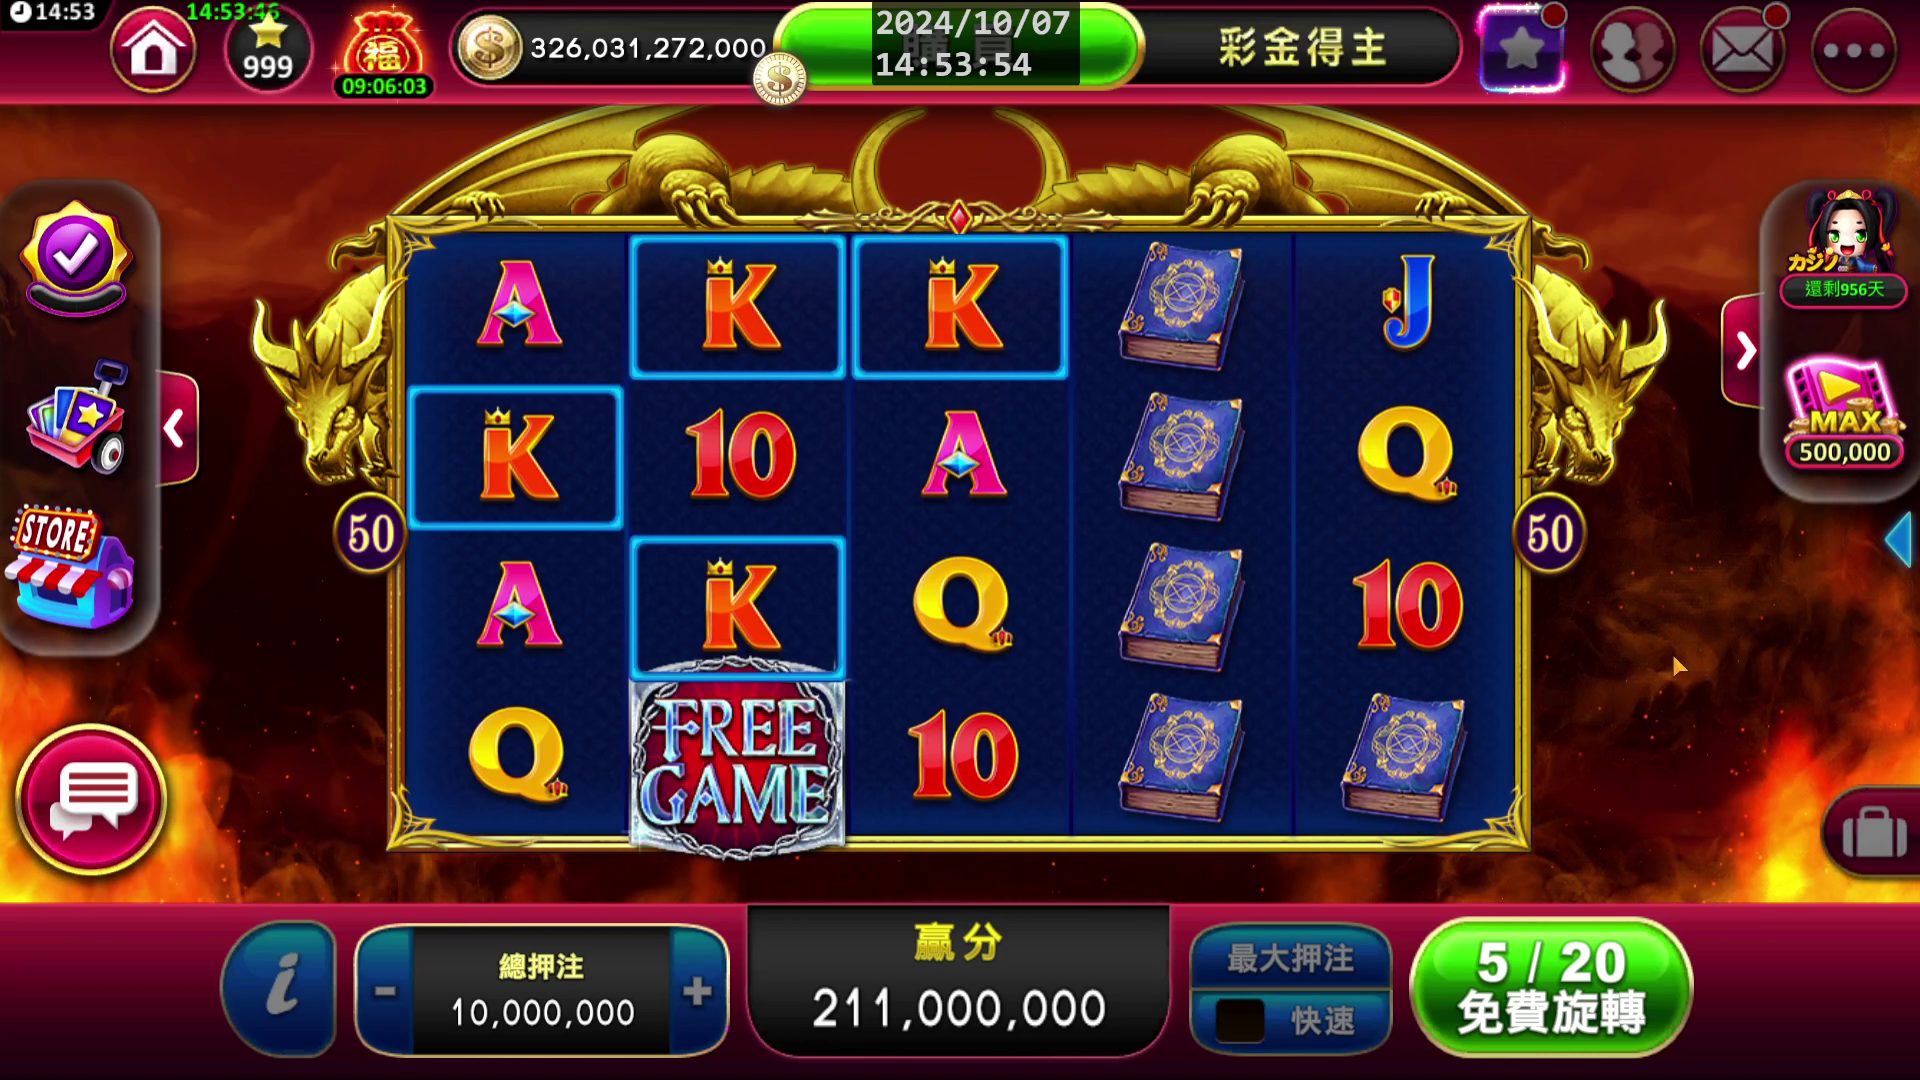 14:53
14:53:46
999
福
09:06:03
326,031,272,000
2024/10/07
14:53:54
彩金得主
カジノ
還剩956天
MAX
500,000
STORE
50
50
A K K J
K 10 A Q
A K Q 10
Q FREE GAME 10
總押注
10,000,000
贏分
211,000,000
最大押注
快速
5 / 20
免費旋轉